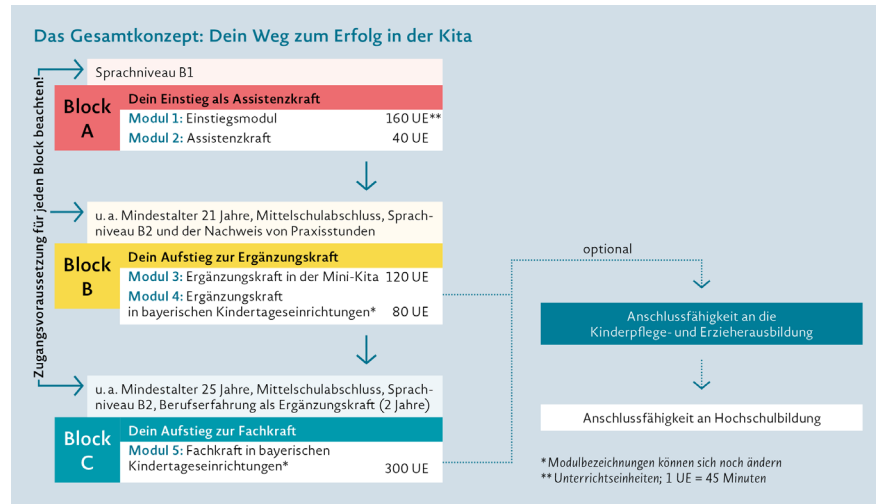 Das Gesamtkonzept: Dein Weg zum Erfolg in der Kita
Zugangsvoraussetzung für jeden Block beachten!
Sprachniveau B1
Block
A
Dein Einstieg als Assistenzkraft
Modul 1: Einstiegsmodul 160 UE**
Modul 2: Assistenzkraft 40 UE
u. a. Mindestalter 21 Jahre, Mittelschulabschluss, Sprach-
niveau B2 und der Nachweis von Praxisstunden
Block
B
Dein Aufstieg zur Ergänzungskraft
Modul 3: Ergänzungskraft in der Mini-Kita 120 UE
Modul 4: Ergänzungskraft
in bayerischen Kindertageseinrichtungen* 80 UE
u. a. Mindestalter 25 Jahre, Mittelschulabschluss, Sprach-
niveau B2, Berufserfahrung als Ergänzungskraft (2 Jahre)
Block
C
Dein Aufstieg zur Fachkraft
Modul 5: Fachkraft in bayerischen
Kindertageseinrichtungen* 300 UE
optional
Anschlussfähigkeit an die
Kinderpflege- und Erzieherausbildung
Anschlussfähigkeit an Hochschulbildung
* Modulbezeichnungen können sich noch ändern
** Unterrichtseinheiten; 1 UE = 45 Minuten